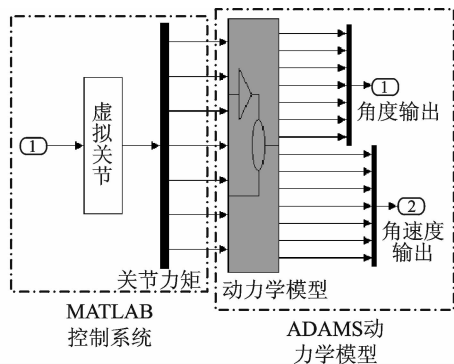 1
虚拟关节
关节力矩
MATLAB
控制系统
动力学模型
1
角度输出
2
角速度
输出
ADAMS动
力学模型